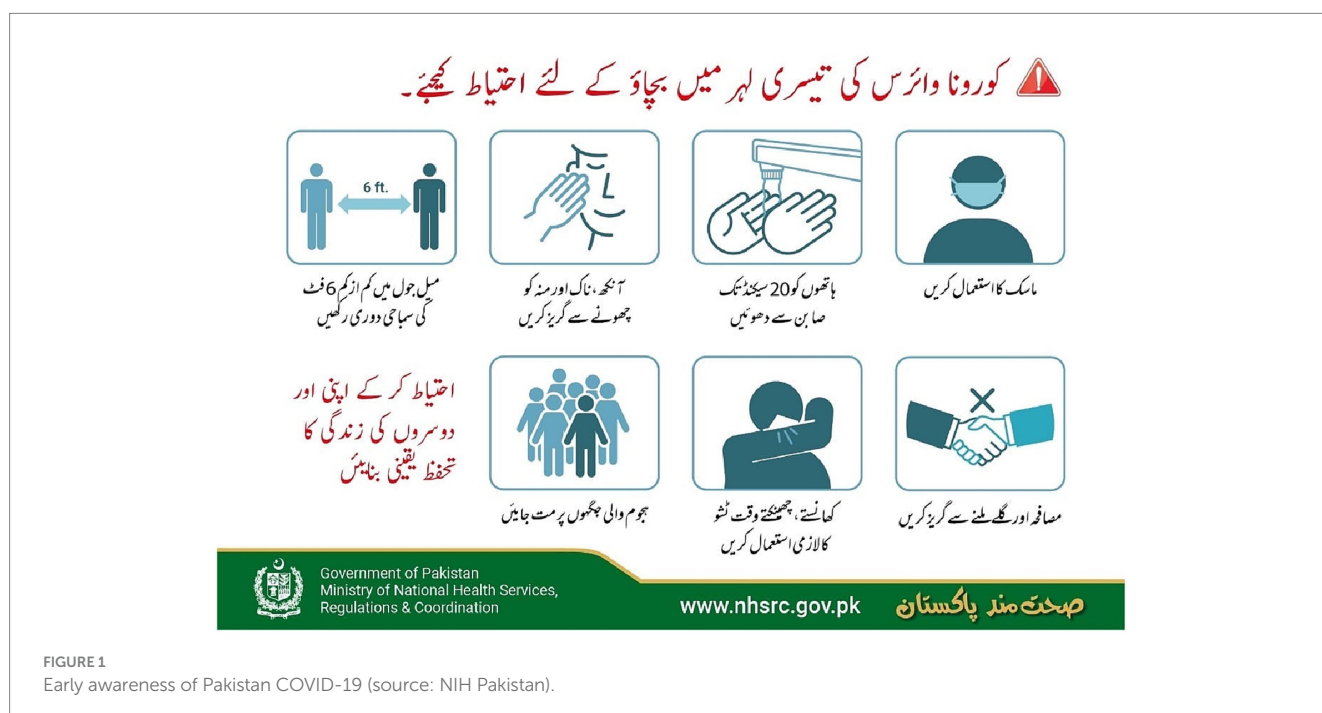 کورونا وائرس کی تیسری لہر میں بچاؤ کے لئے احتیاط کیجئے۔
ماسک کا استعمال کریں
ہاتھوں کو 20 سیکنڈ تک
صابن سے دھوئیں
آنکھ، ناک اور منہ کو
چھونے سے گریز کریں
6 ft.
میل جول میں کم از کم 6 فٹ
کی سماجی دوری رکھیں
مصافحہ اور گلے ملنے سے گریز کریں
کھانستے، چھینکتے وقت ٹشو
کا لازمی استعمال کریں
ہجوم والی جگہوں پر مت جائیں
احتیاط کر کے اپنی اور
دوسروں کی زندگی کا
تحفظ یقینی بنایئں
Government of Pakistan
Ministry of National Health Services,
Regulations & Coordination
www.nhsrc.gov.pk
صحت مند پاکستان
FIGURE 1
Early awareness of Pakistan COVID-19 (source: NIH Pakistan).